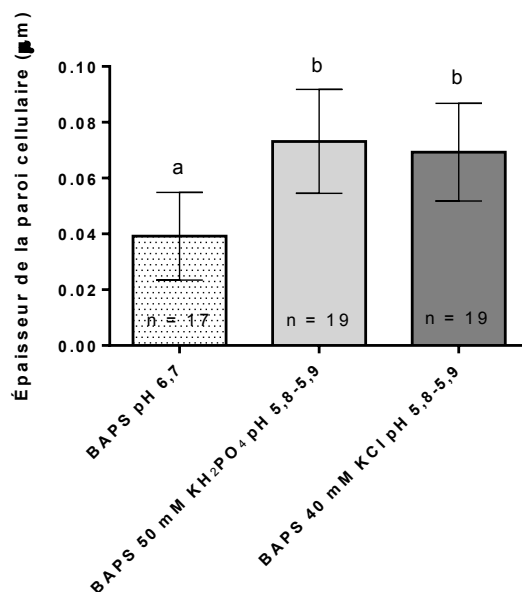 Épaisseur de la paroi cellulaire (µm)
0.10
0.08
0.06
0.04
0.02
0.00
a
b
b
n = 17
n = 19
n = 19
BAPS pH 6,7
BAPS 50 mM KH₂PO₄ pH 5,8-5,9
BAPS 40 mM KCl pH 5,8-5,9